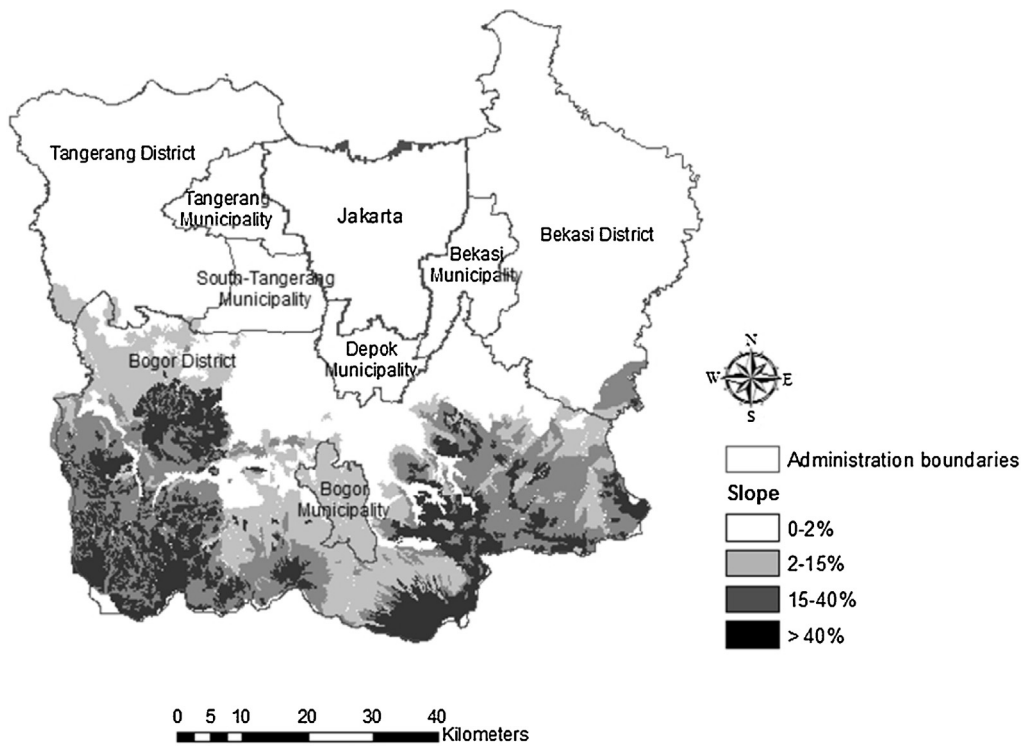 Tangerang District
Tangerang
Municipality
Jakarta
Bekasi District
Bekasi
Municipality
South-Tangerang
Municipality
Depok
Municipality
Bogor District
Bogor
Municipality
N
W
E
S
Administration boundaries
Slope
0-2%
2-15%
15-40%
> 40%
0 5 10 20 30 40
Kilometers